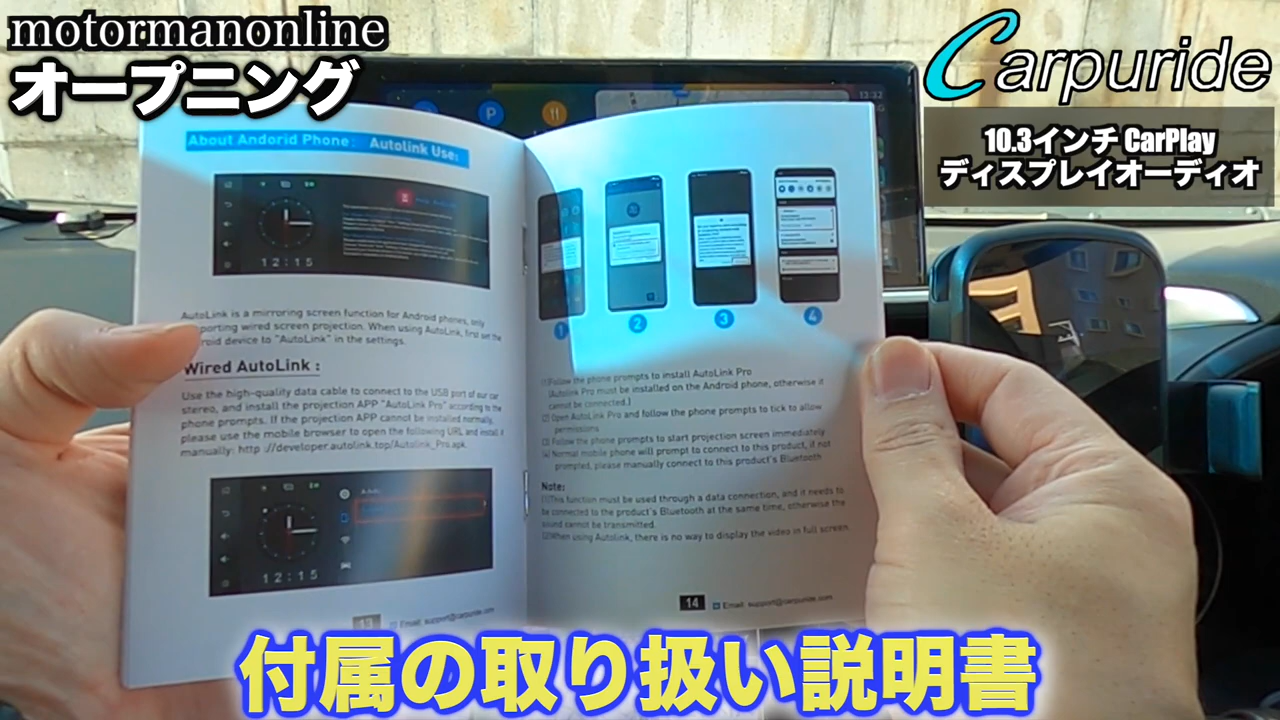 motormanonline
オープニング
Carpuride
10.3インチ CarPlay
ディスプレイオーディオ
13:32
P
About Andorid Phone: Autolink Use:
12:15
AutoLink is a mirroring screen function for Android phones, only
porting wired screen projection. When using AutoLink, first set the
roid device to "AutoLink" in the settings.
Wired AutoLink :
Use the high-quality data cable to connect to the USB port of our car
stereo, and install the projection APP "AutoLink Pro" according to the
phone prompts. If the projection APP cannot be installed normally,
please use the mobile browser to open the following URL and install it
manually: http ://developer.autolink.top/Autolink_Pro.apk.
12:15
13 Email: support@carpuride.com
1 2 3 4
(1)Follow the phone prompts to install AutoLink Pro
(Autolink Pro must be installed on the Android phone, otherwise it
cannot be connected.)
(2) Open AutoLink Pro and follow the phone prompts to tick to allow
permissions
(3) Follow the phone prompts to start projection screen immediately
(4) Normal mobile phone will prompt to connect to this product, if not
prompted, please manually connect to this product's Bluetooth
Note:
(1)This function must be used through a data connection, and it needs to
be connected to the product's Bluetooth at the same time, otherwise the
sound cannot be transmitted.
(2)When using Autolink, there is no way to display the video in full screen.
14 Email: support@carpuride.com
付属の取り扱い説明書